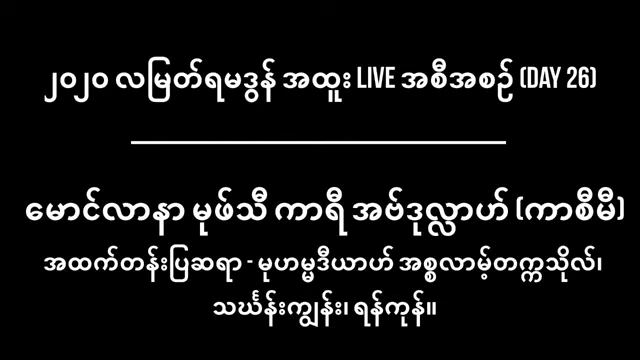 ၂၀၂၀ လမြတ်ရမဒွန် အထူး LIVE အစီအစဉ် (DAY 26)
မောင်လာနာ မုဖ်သီ ကာရီ အဗ်ဒုလ္လာဟ် (ကာစီမီ)
အထက်တန်းပြဆရာ - မုဟမ္မဒီယာဟ် အစ္စလာမ့်တက္ကသိုလ်၊
သင်္ဃန်းကျွန်း၊ ရန်ကုန်။